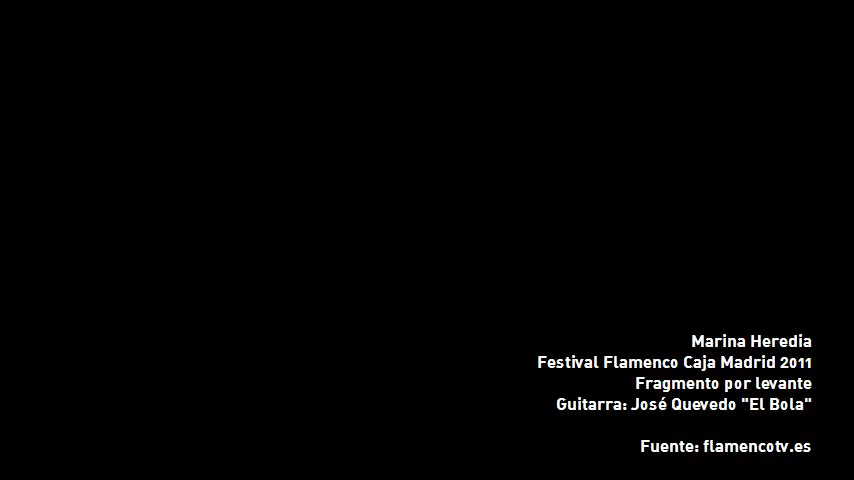 Marina Heredia
Festival Flamenco Caja Madrid 2011
Fragmento por levante
Guitarra: José Quevedo "El Bola"
Fuente: flamencotv.es